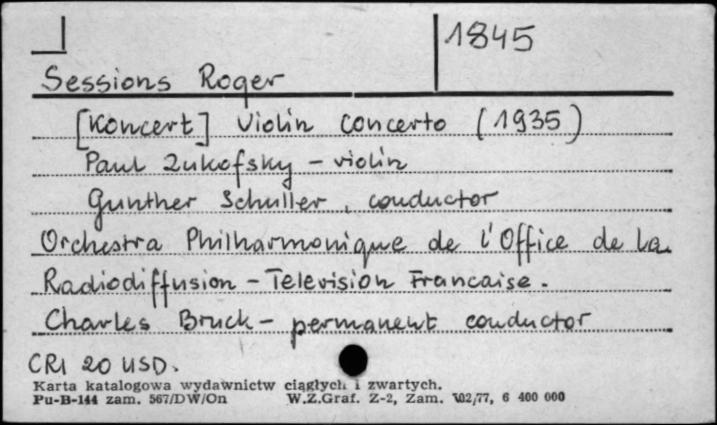 1845
Sessions Roger
[Koncert] Violin Concerto (1935)
Paul Zukofsky - violin
Gunther Schuller, conductor
Orchestra Philharmonique de l'Office de la
Radiodiffusion - Television Francaise.
Charles Bruck - permanent conductor
CRI 20 USD.
Karta katalogowa wydawnictw ciągłych i zwartych.
Pu-B-144 zam. 567/DW/On W.Z.Graf. Z-2, Zam. 102/77, 6 400 000